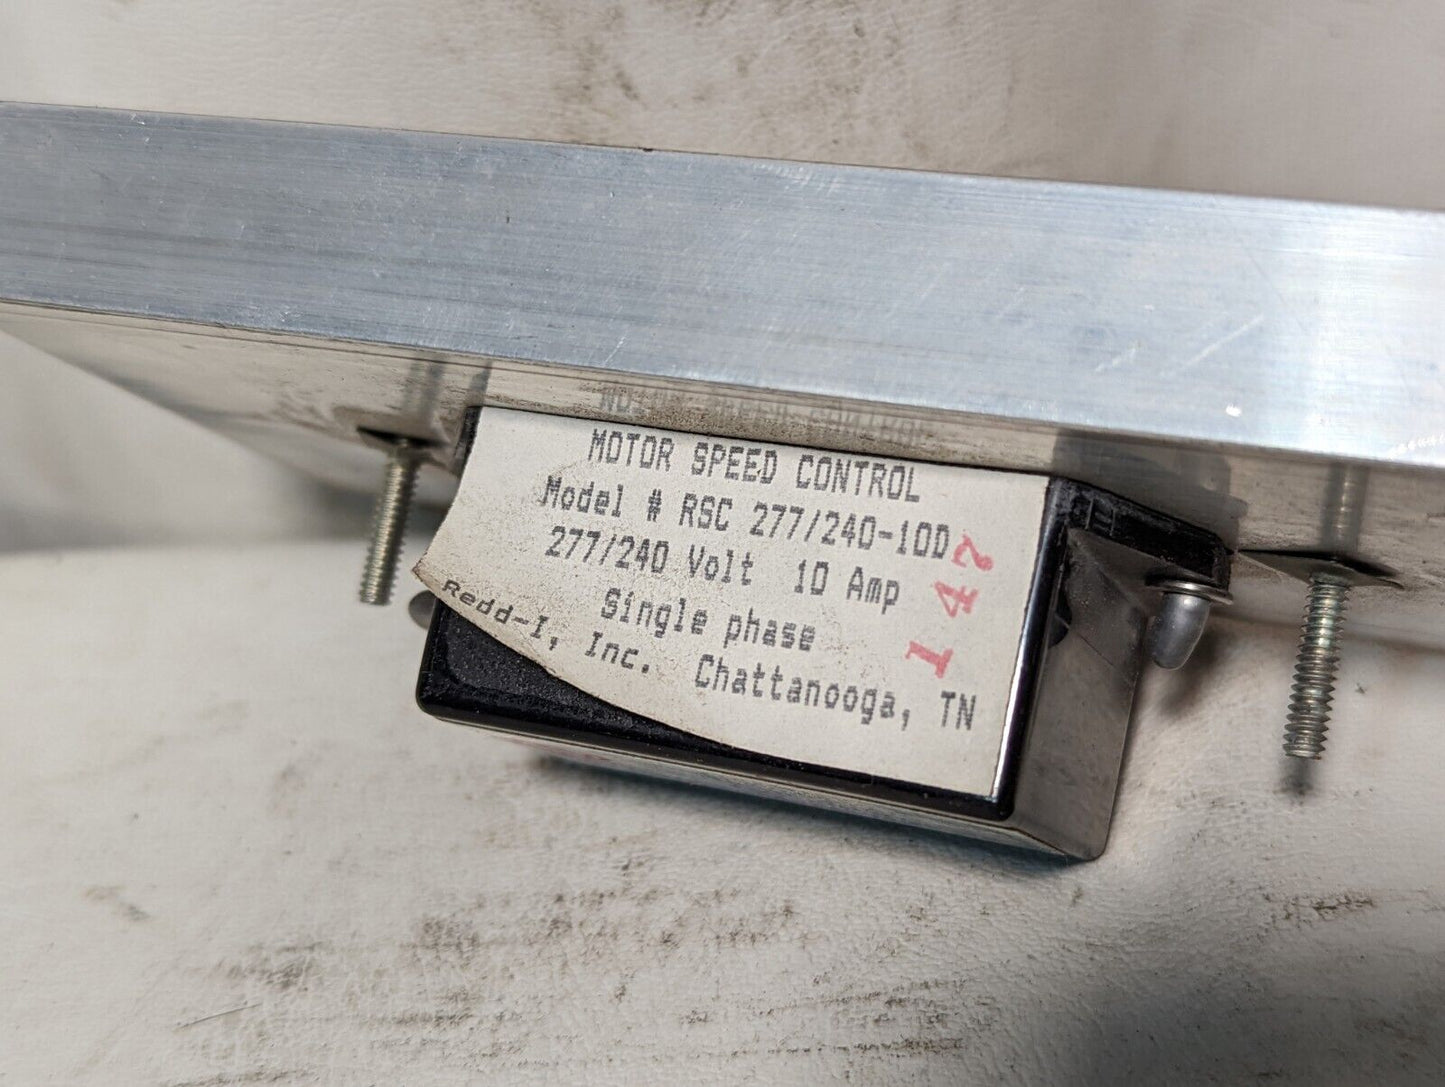 MOTOR SPEED CONTROL
Model # RSC 277/240-10D
277/240 Volt 10 Amp
Single phase
Redd-I, Inc. Chattanooga, TN
147